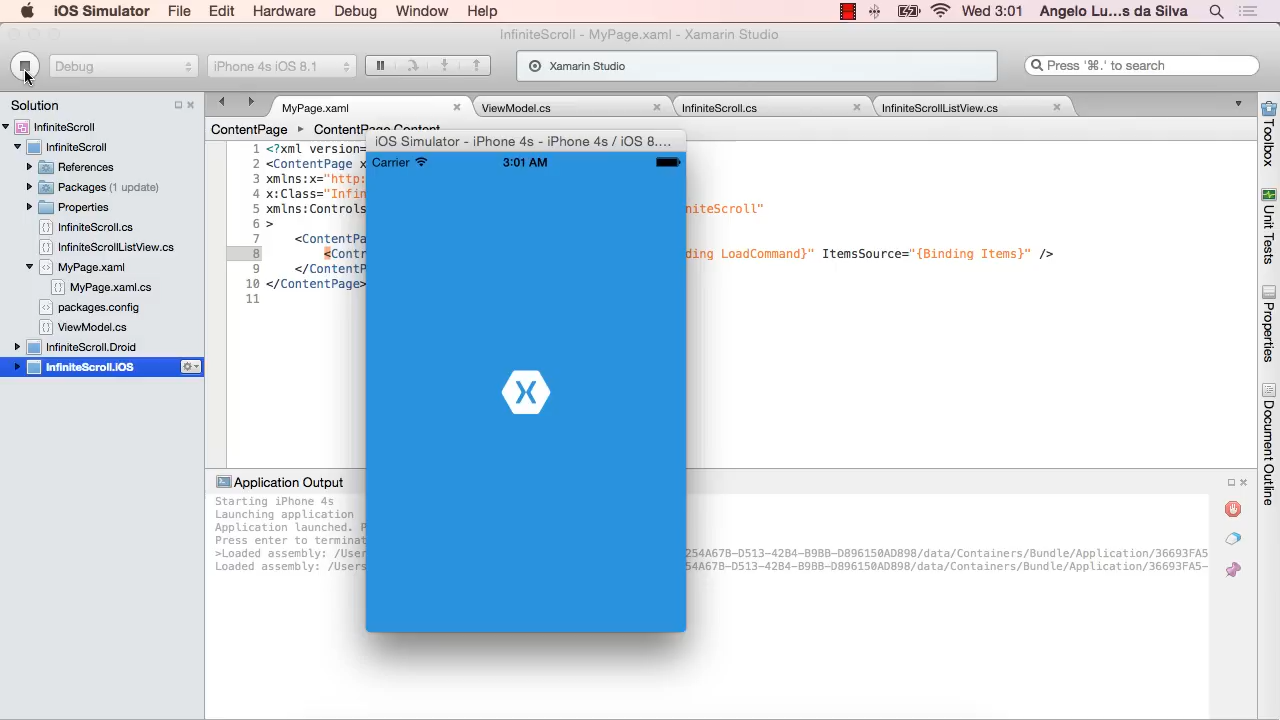 iOS Simulator File Edit Hardware Debug Window Help Wed 3:01 Angelo Lu...s da Silva
InfiniteScroll - MyPage.xaml - Xamarin Studio
Debug iPhone 4s iOS 8.1 Xamarin Studio Press '⌘.' to search
Solution
InfiniteScroll
InfiniteScroll
References
Packages (1 update)
Properties
InfiniteScroll.cs
InfiniteScrollListView.cs
MyPage.xaml
MyPage.xaml.cs
packages.config
ViewModel.cs
InfiniteScroll.Droid
InfiniteScroll.iOS
MyPage.xaml ViewModel.cs InfiniteScroll.cs InfiniteScrollListView.cs
ContentPage ContentPage.Content
1 <?xml version=
2 <ContentPage x
3 xmlns:x="http:
4 x:Class="Infin
5 xmlns:Controls niteScroll"
6 >
7 <ContentPa
8 <Contr ding LoadCommand}" ItemsSource="{Binding Items}" />
9 </ContentP
10 </ContentPage>
11
iOS Simulator - iPhone 4s - iPhone 4s / iOS 8....
Carrier 3:01 AM
Application Output
Starting iPhone 4s
Launching application
Application launched. P
Press enter to terminat
>Loaded assembly: /Users 254A67B-D513-42B4-B9BB-D896150AD898/data/Containers/Bundle/Application/36693FA5
Loaded assembly: /Users 254A67B-D513-42B4-B9BB-D896150AD898/data/Containers/Bundle/Application/36693FA5-
Toolbox
Unit Tests
Properties
Document Outline